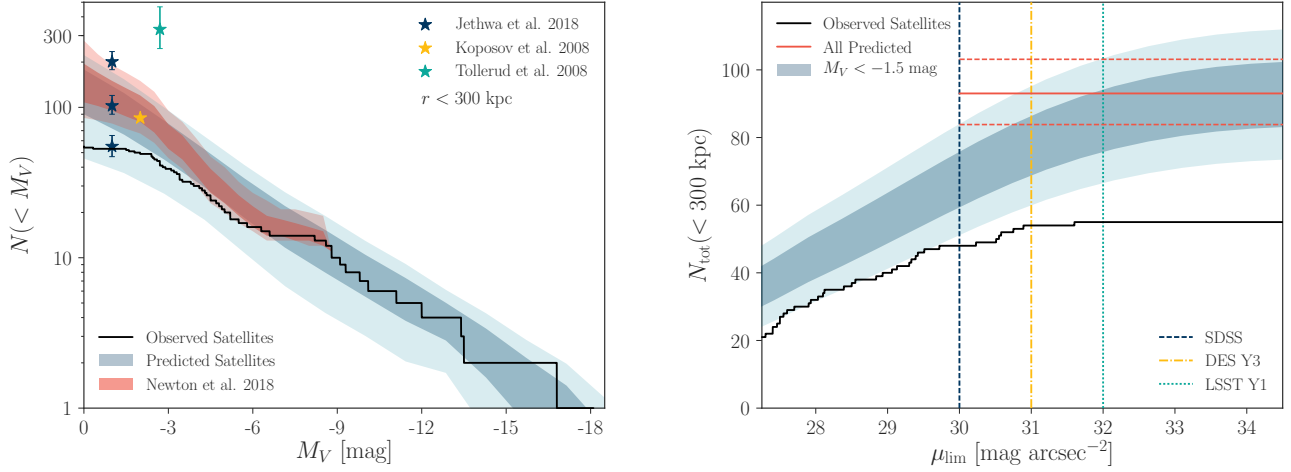 300
100
10
1
N(< M_V)
0
-3
-6
-9
-12
-15
-18
M_V [mag]
Jethwa et al. 2018
Koposov et al. 2008
Tollerud et al. 2008
r < 300 kpc
Observed Satellites
Predicted Satellites
Newton et al. 2018
100
80
60
40
20
0
N_tot(< 300 kpc)
28
29
30
31
32
33
34
μ_lim [mag arcsec⁻²]
Observed Satellites
All Predicted
M_V < −1.5 mag
SDSS
DES Y3
LSST Y1